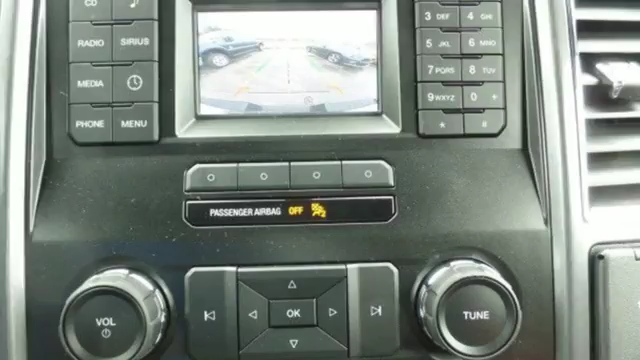 CD
3 DEF 4 GHI
RADIO SIRIUS
5 JKL 6 MNO
MEDIA
7 PQRS 8 TUV
9 WXYZ 0 +
PHONE MENU
* #
PASSENGER AIRBAG OFF
VOL
OK
TUNE